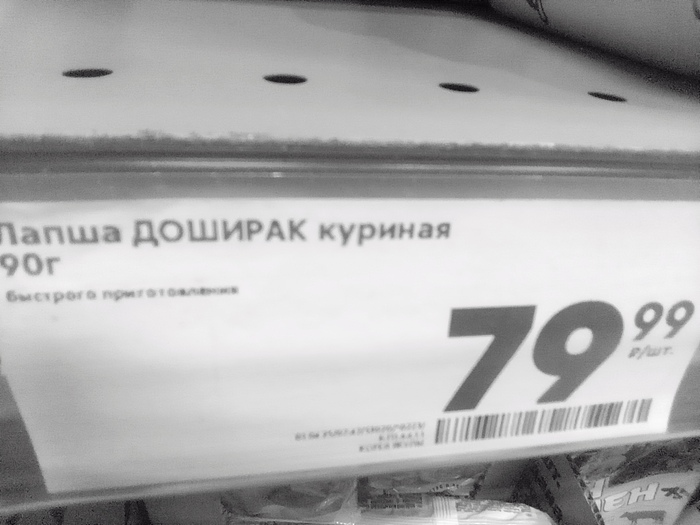 Лапша ДОШИРАК куриная
90г
быстрого приготовления
79 99
₽/шт.